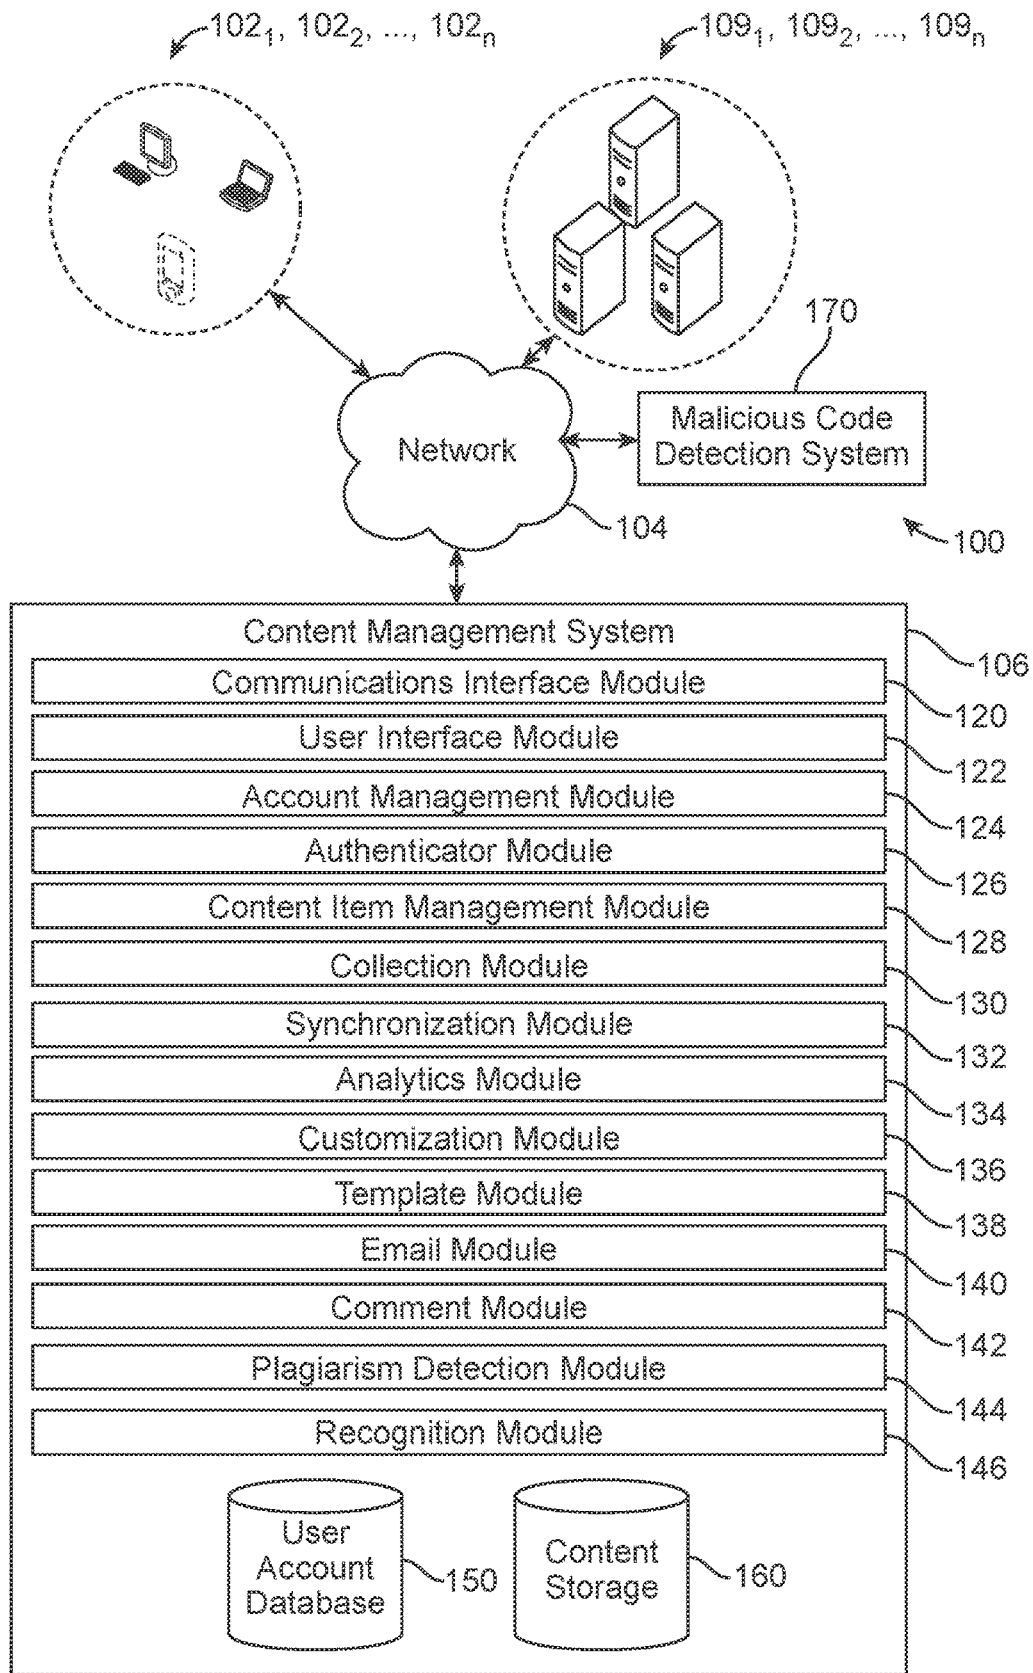 102₁, 102₂, ..., 102ₙ
109₁, 109₂, ..., 109ₙ
170
Malicious Code
Detection System
Network
104
100
Content Management System
106
Communications Interface Module
120
User Interface Module
122
Account Management Module
124
Authenticator Module
126
Content Item Management Module
128
Collection Module
130
Synchronization Module
132
Analytics Module
134
Customization Module
136
Template Module
138
Email Module
140
Comment Module
142
Plagiarism Detection Module
144
Recognition Module
146
User
Account
Database
150
Content
Storage
160